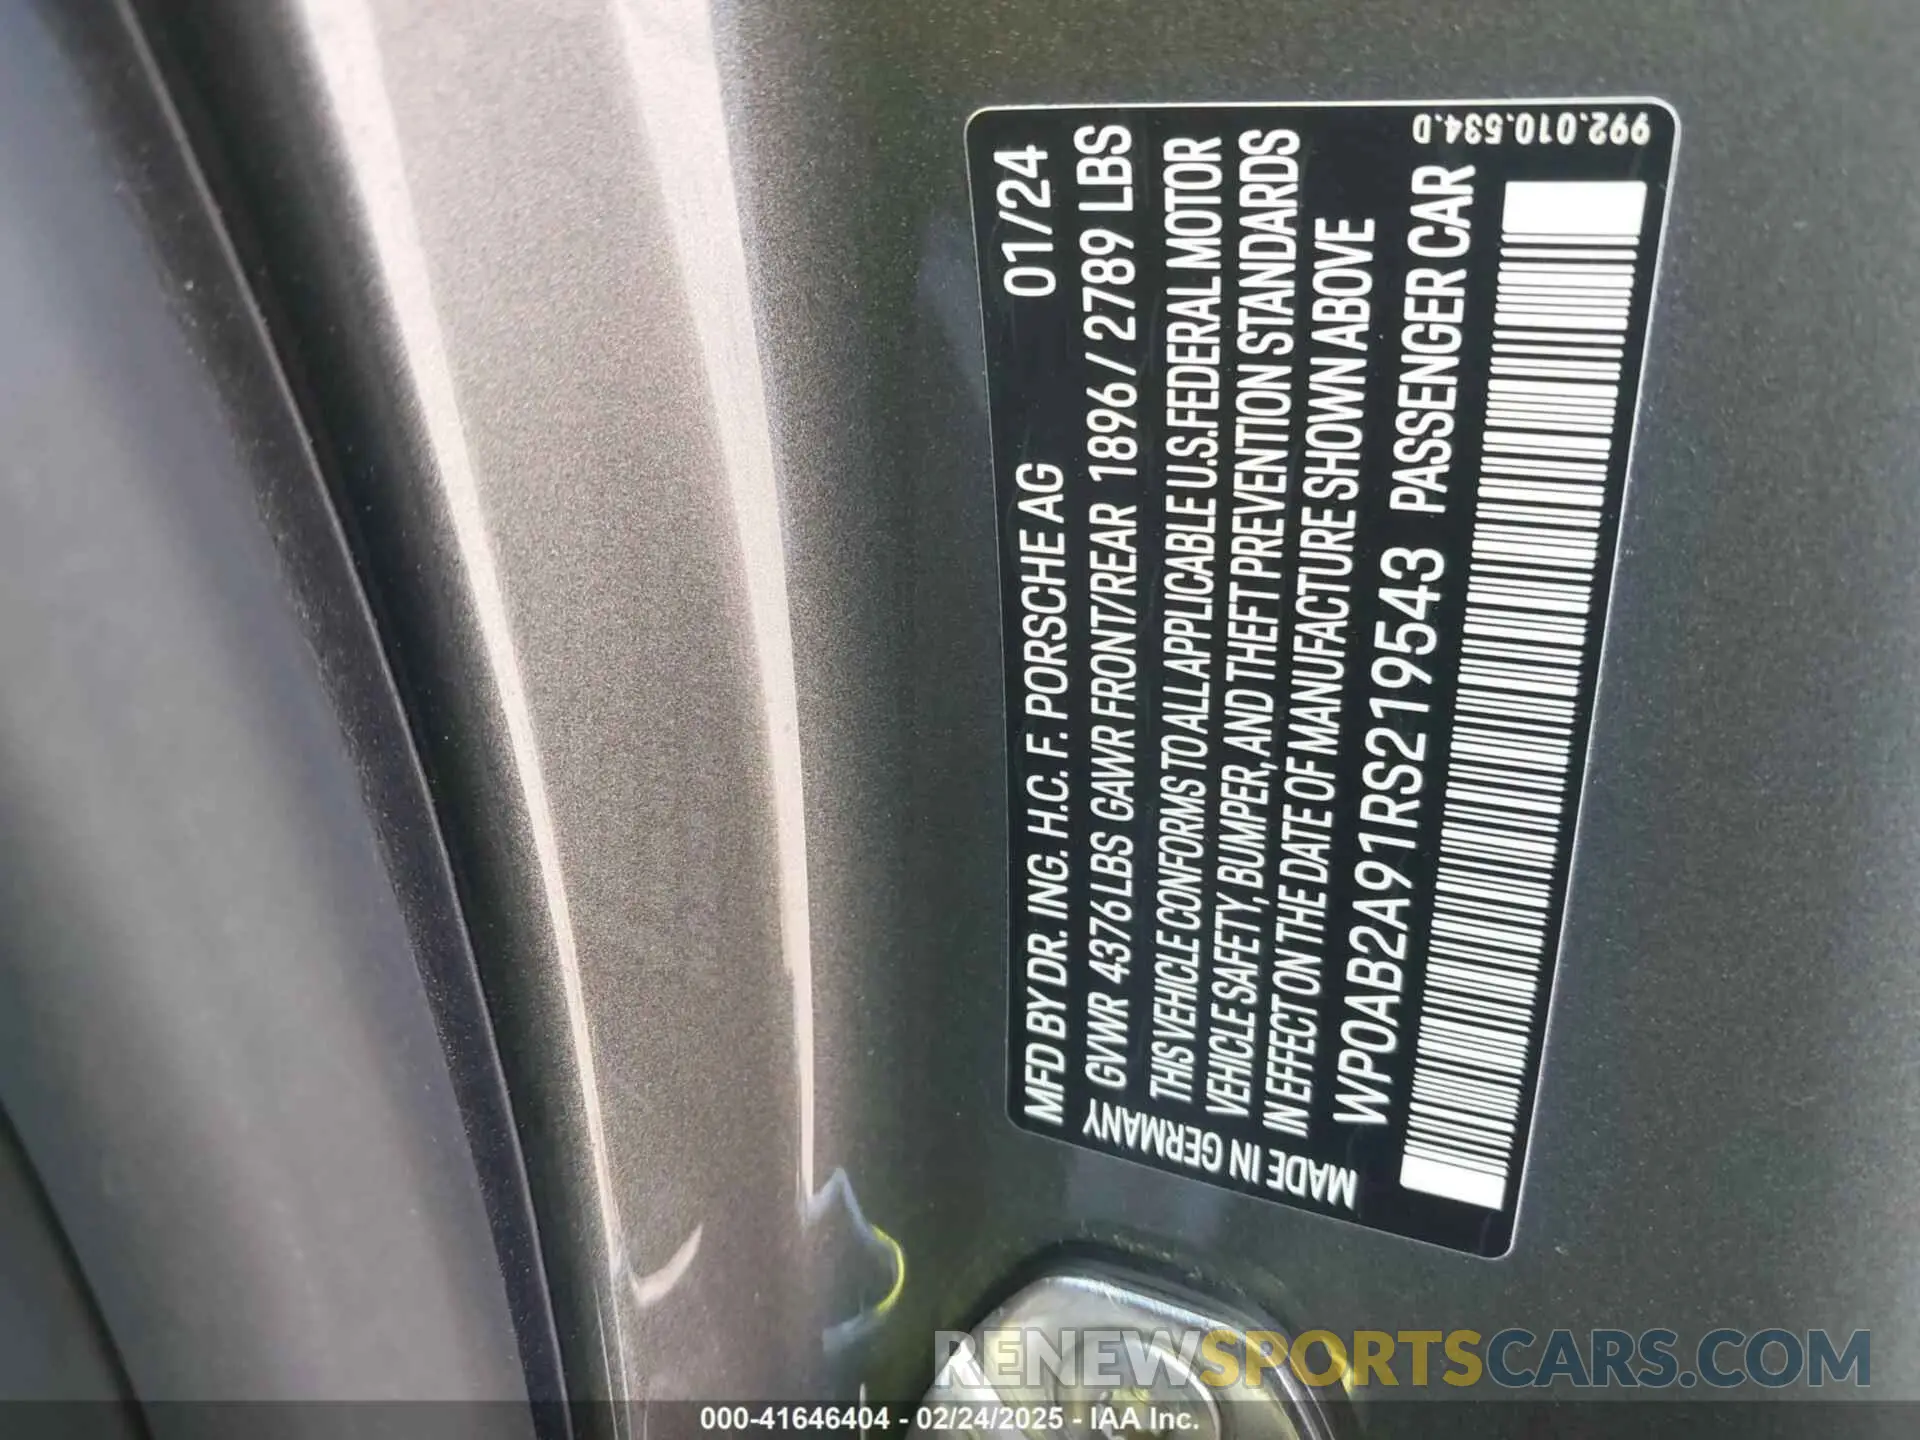 MFD BY DR. ING. H.C. F. PORSCHE AG 01/24
GVWR 4376 LBS GAWR FRONT/REAR 1896 / 2789 LBS
THIS VEHICLE CONFORMS TO ALL APPLICABLE U.S. FEDERAL MOTOR
VEHICLE SAFETY, BUMPER, AND THEFT PREVENTION STANDARDS
IN EFFECT ON THE DATE OF MANUFACTURE SHOWN ABOVE
WP0AB2A91RS219543 PASSENGER CAR
MADE IN GERMANY
992.010.534.D
RENEWSPORTSCARS.COM
000-41646404 - 02/24/2025 - IAA Inc.